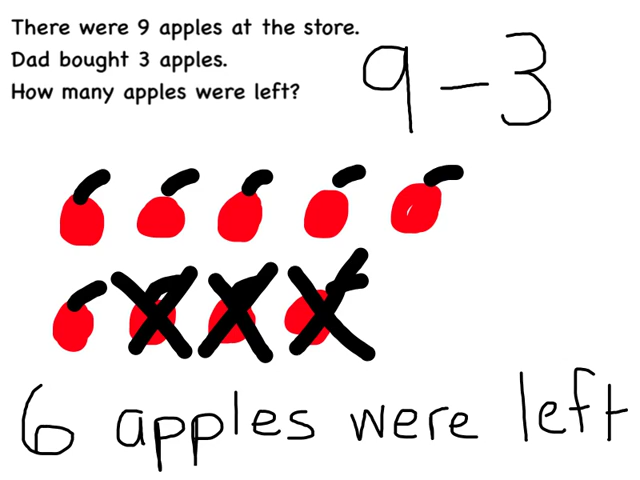 There were 9 apples at the store.
Dad bought 3 apples.
How many apples were left?
9 - 3
6 apples were left